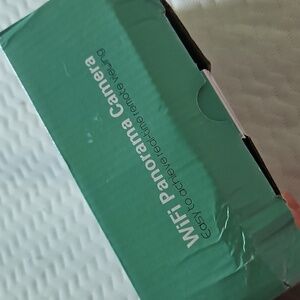 WiFi Panorama Camera
easy to achieve real-time remote viewing